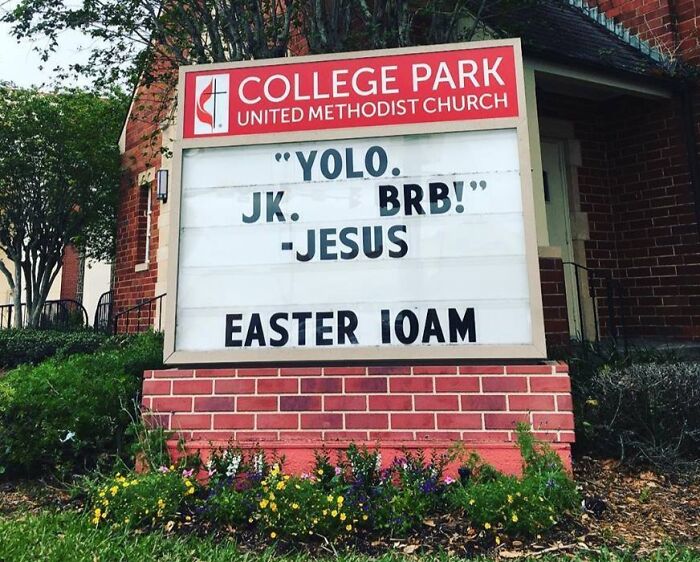 COLLEGE PARK
UNITED METHODIST CHURCH
"YOLO.
JK. BRB!"
-JESUS
EASTER 10AM